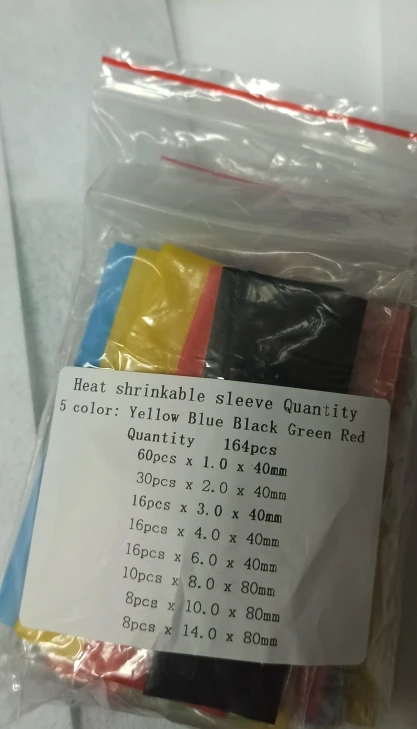 Heat shrinkable sleeve Quantity
5 color: Yellow Blue Black Green Red
Quantity 164pcs
60pcs x 1.0 x 40mm
30pcs x 2.0 x 40mm
16pcs x 3.0 x 40mm
16pcs x 4.0 x 40mm
16pcs x 6.0 x 40mm
10pcs x 8.0 x 80mm
8pcs x 10.0 x 80mm
8pcs x 14.0 x 80mm